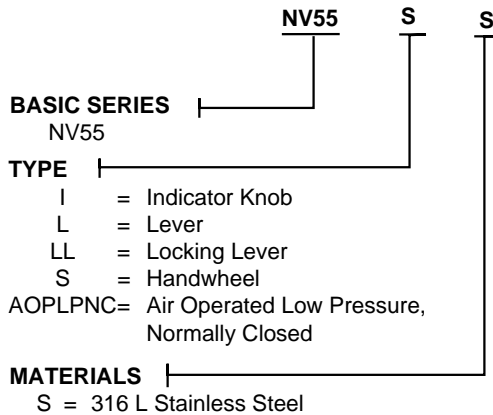 NV55 S S
BASIC SERIES
NV55
TYPE
I = Indicator Knob
L = Lever
LL = Locking Lever
S = Handwheel
AOPLPNC= Air Operated Low Pressure,
Normally Closed
MATERIALS
S = 316 L Stainless Steel